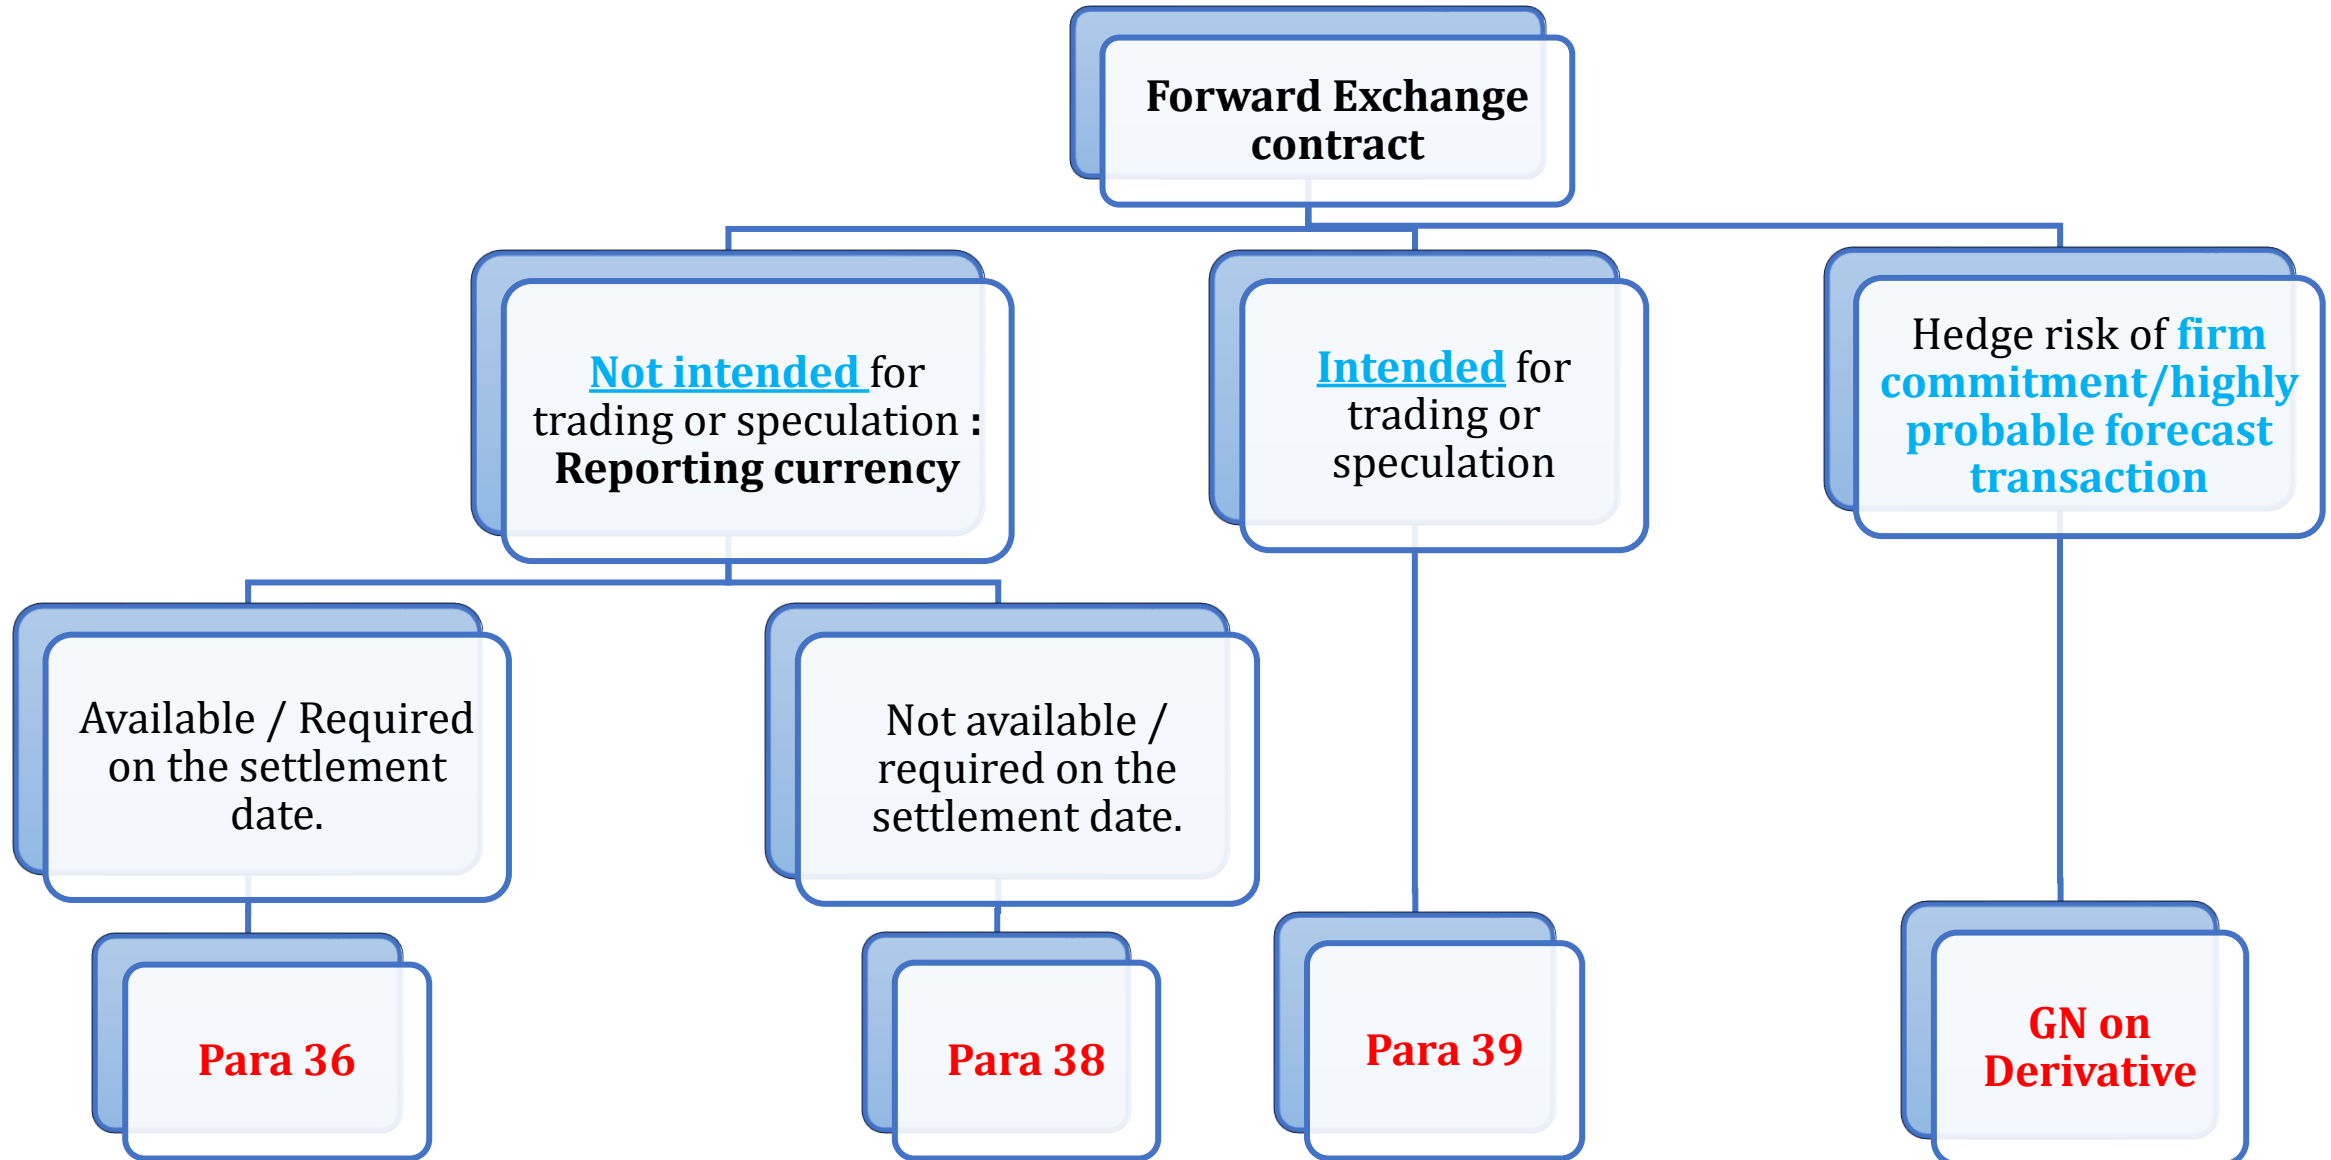 Forward Exchange
contract
Not intended for
trading or speculation :
Reporting currency
Intended for
trading or
speculation
Hedge risk of firm
commitment/highly
probable forecast
transaction
Available / Required
on the settlement
date.
Not available /
required on the
settlement date.
Para 36
Para 38
Para 39
GN on
Derivative